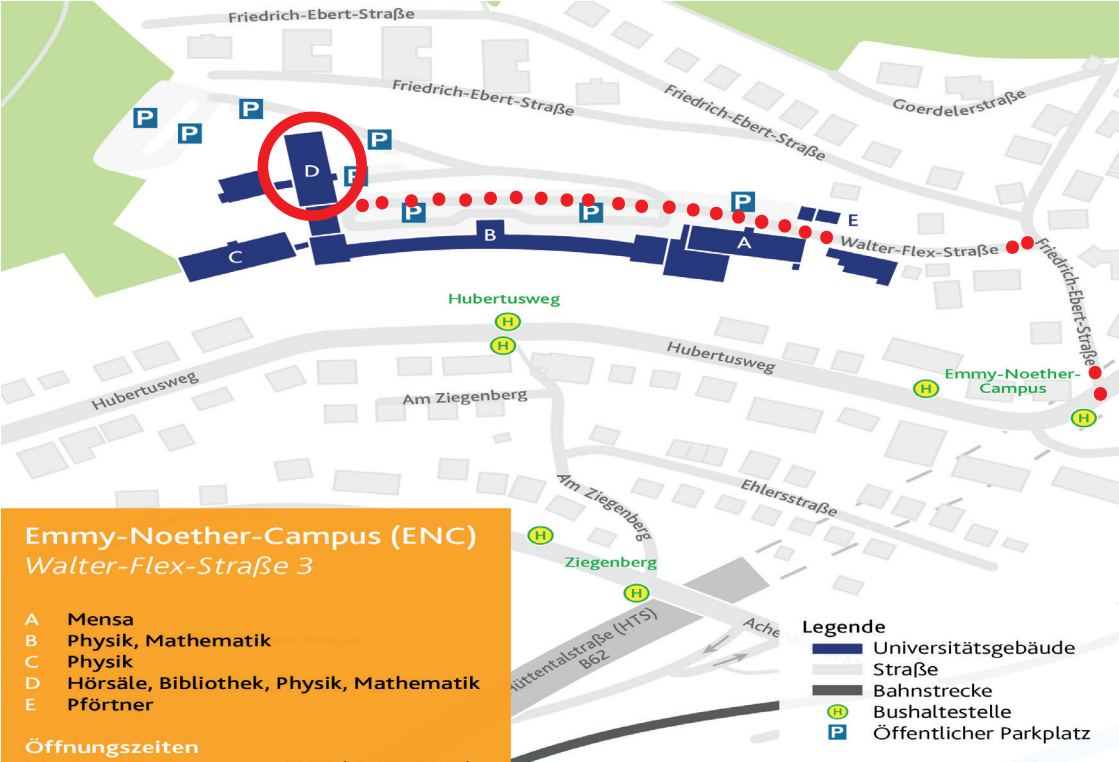 Friedrich-Ebert-Straße
Friedrich-Ebert-Straße
Friedrich-Ebert-Straße
Goerdelerstraße
P
P
P
P
D
P
P
P
P
E
A
B
C
Walter-Flex-Straße
Friedrich-Ebert-Straße
Hubertusweg
H
H
Hubertusweg
Hubertusweg
Emmy-Noether-
Campus
H
H
Am Ziegenberg
Am Ziegenberg
Ehlersstraße
H
Ziegenberg
H
Hüttentalstraße (HTS)
B62
Emmy-Noether-Campus (ENC)
Walter-Flex-Straße 3
A Mensa
B Physik, Mathematik
C Physik
D Hörsäle, Bibliothek, Physik, Mathematik
E Pförtner
Öffnungszeiten
Legende
Universitätsgebäude
Straße
Bahnstrecke
H Bushaltestelle
P Öffentlicher Parkplatz